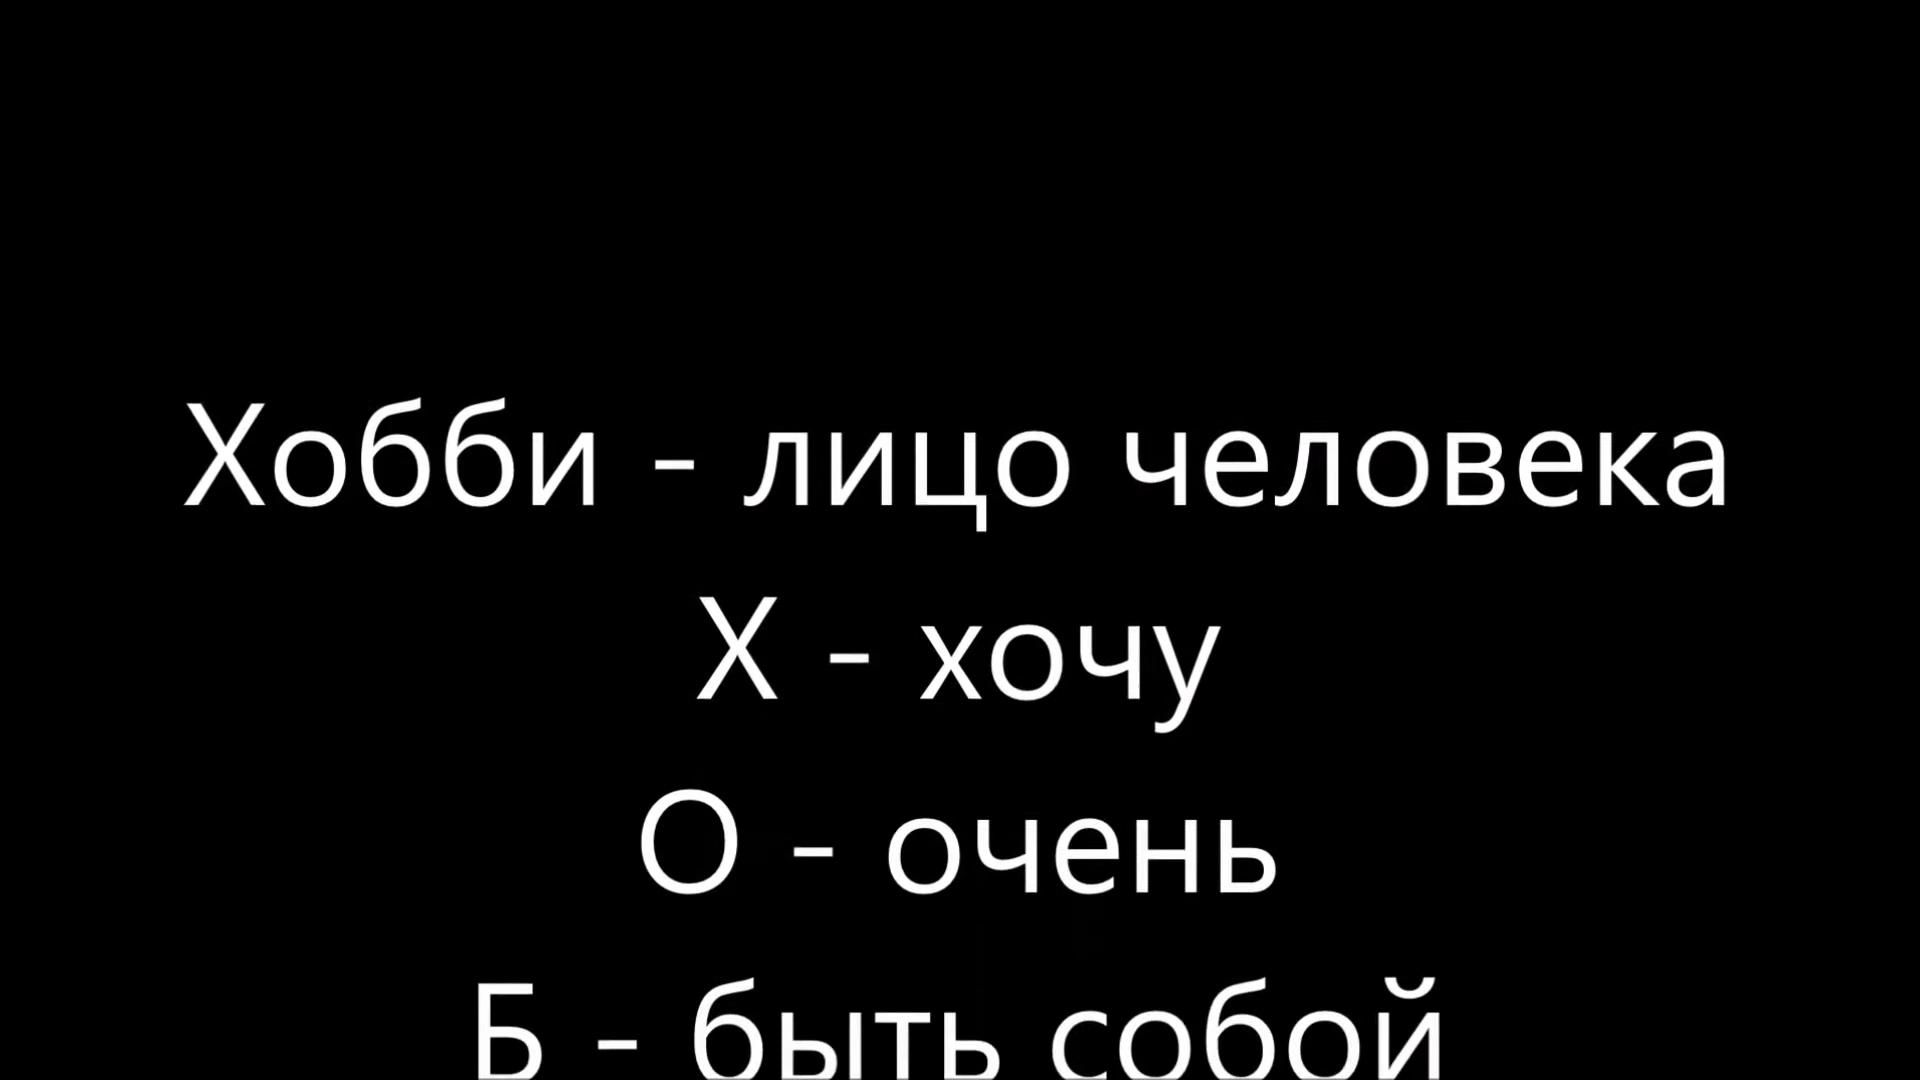 Хобби - лицо человека
Х - хочу
О - очень
Б - быть собой